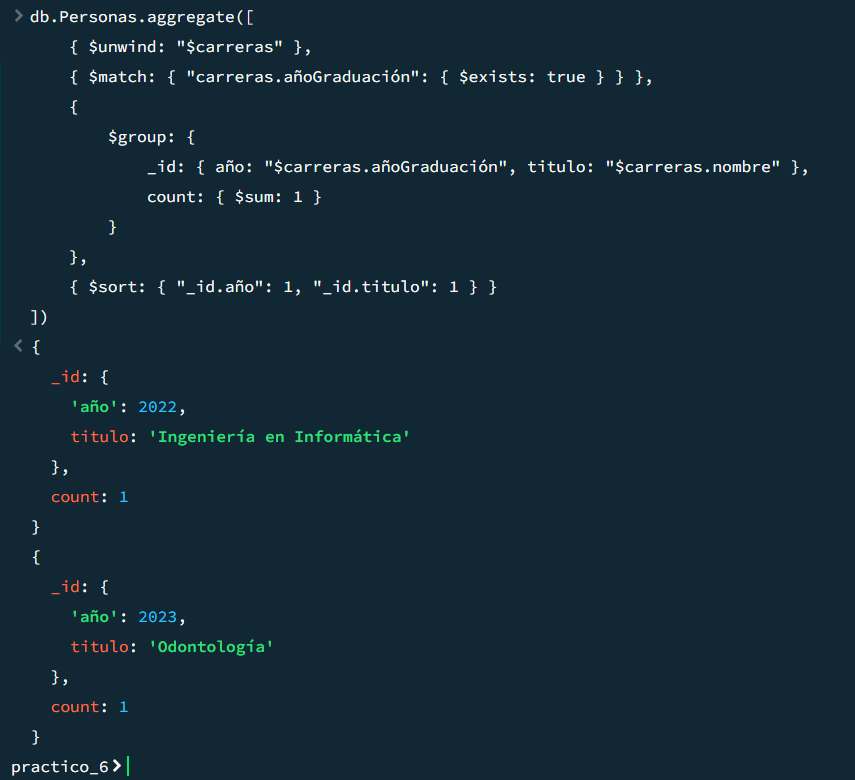 > db.Personas.aggregate([
{ $unwind: "$carreras" },
{ $match: { "carreras.añoGraduación": { $exists: true } } },
{
$group: {
_id: { año: "$carreras.añoGraduación", titulo: "$carreras.nombre" },
count: { $sum: 1 }
}
},
{ $sort: { "_id.año": 1, "_id.titulo": 1 } }
])
< {
_id: {
'año': 2022,
titulo: 'Ingeniería en Informática'
},
count: 1
}
{
_id: {
'año': 2023,
titulo: 'Odontología'
},
count: 1
}
practico_6>